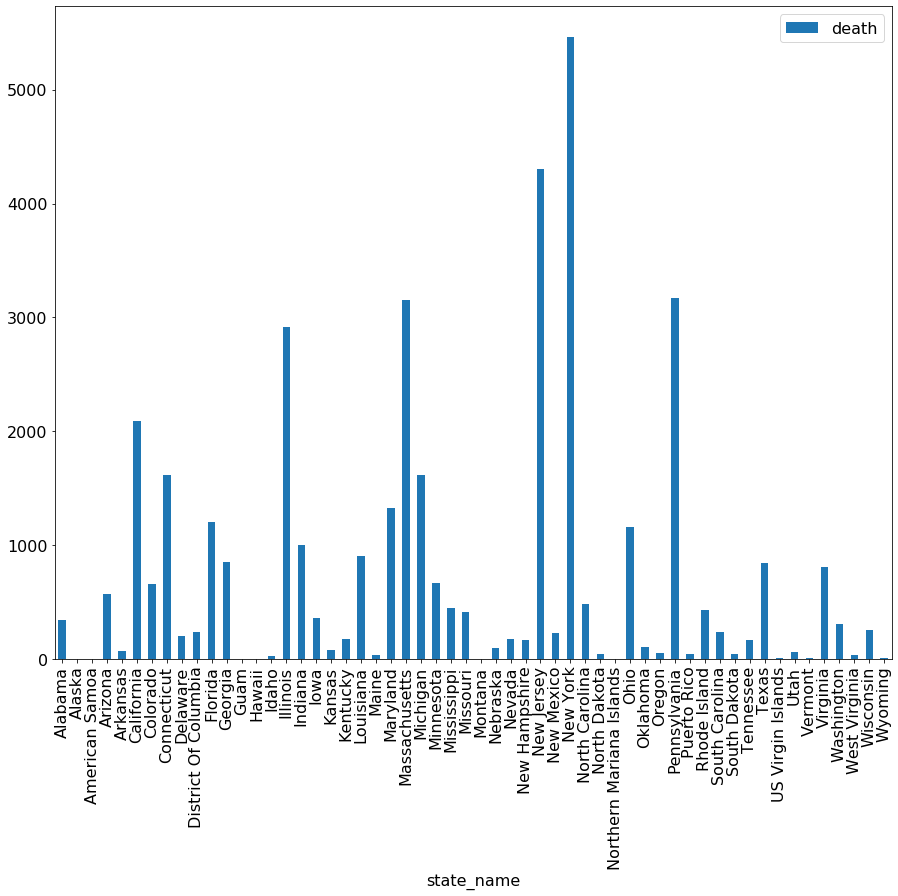 death
5000
4000
3000
2000
1000
0
Alabama
Alaska
American Samoa
Arizona
Arkansas
California
Colorado
Connecticut
Delaware
District Of Columbia
Florida
Georgia
Guam
Hawaii
Idaho
Illinois
Indiana
Iowa
Kansas
Kentucky
Louisiana
Maine
Maryland
Massachusetts
Michigan
Minnesota
Mississippi
Missouri
Montana
Nebraska
Nevada
New Hampshire
New Jersey
New Mexico
New York
North Carolina
North Dakota
Northern Mariana Islands
Ohio
Oklahoma
Oregon
Pennsylvania
Puerto Rico
Rhode Island
South Carolina
South Dakota
Tennessee
Texas
US Virgin Islands
Utah
Vermont
Virginia
Washington
West Virginia
Wisconsin
Wyoming
state_name